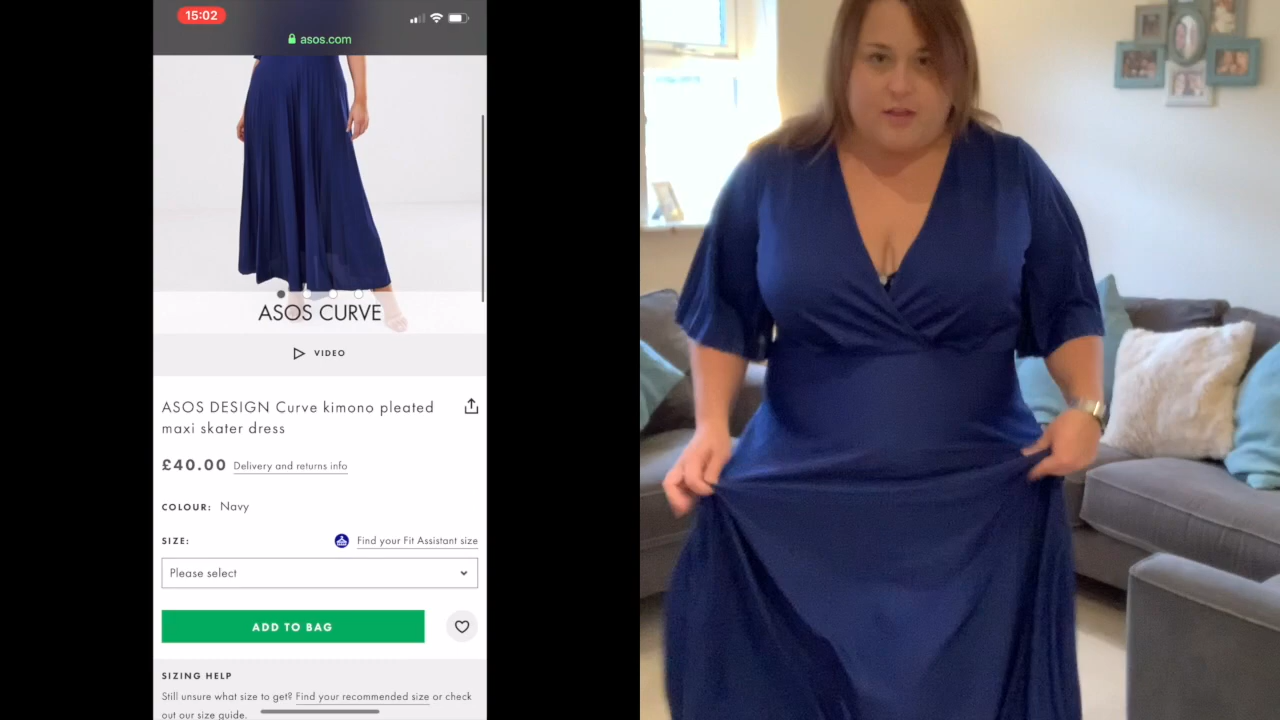 15:02
asos.com
ASOS CURVE
VIDEO
ASOS DESIGN Curve kimono pleated
maxi skater dress
£40.00 Delivery and returns info
COLOUR: Navy
SIZE: Find your Fit Assistant size
Please select
ADD TO BAG
SIZING HELP
Still unsure what size to get? Find your recommended size or check
out our size guide.